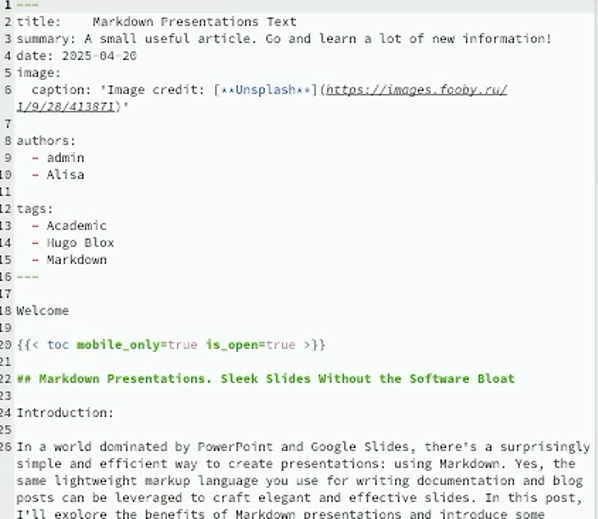 1 ---
2 title:    Markdown Presentations Text
3 summary: A small useful article. Go and learn a lot of new information!
4 date: 2025-04-20
5 image:
6   caption: 'Image credit: [**Unsplash**](https://images.fooby.ru/
1/9/28/413871)'
7
8 authors:
9   - admin
10   - Alisa
11
12 tags:
13   - Academic
14   - Hugo Blox
15   - Markdown
16 ---
17
18 Welcome
19
20 {{< toc mobile_only=true is_open=true >}}
21
22 ## Markdown Presentations. Sleek Slides Without the Software Bloat
23
24 Introduction:
25
26 In a world dominated by PowerPoint and Google Slides, there's a surprisingly
simple and efficient way to create presentations: using Markdown. Yes, the
same lightweight markup language you use for writing documentation and blog
posts can be leveraged to craft elegant and effective slides. In this post,
I'll explore the benefits of Markdown presentations and introduce some